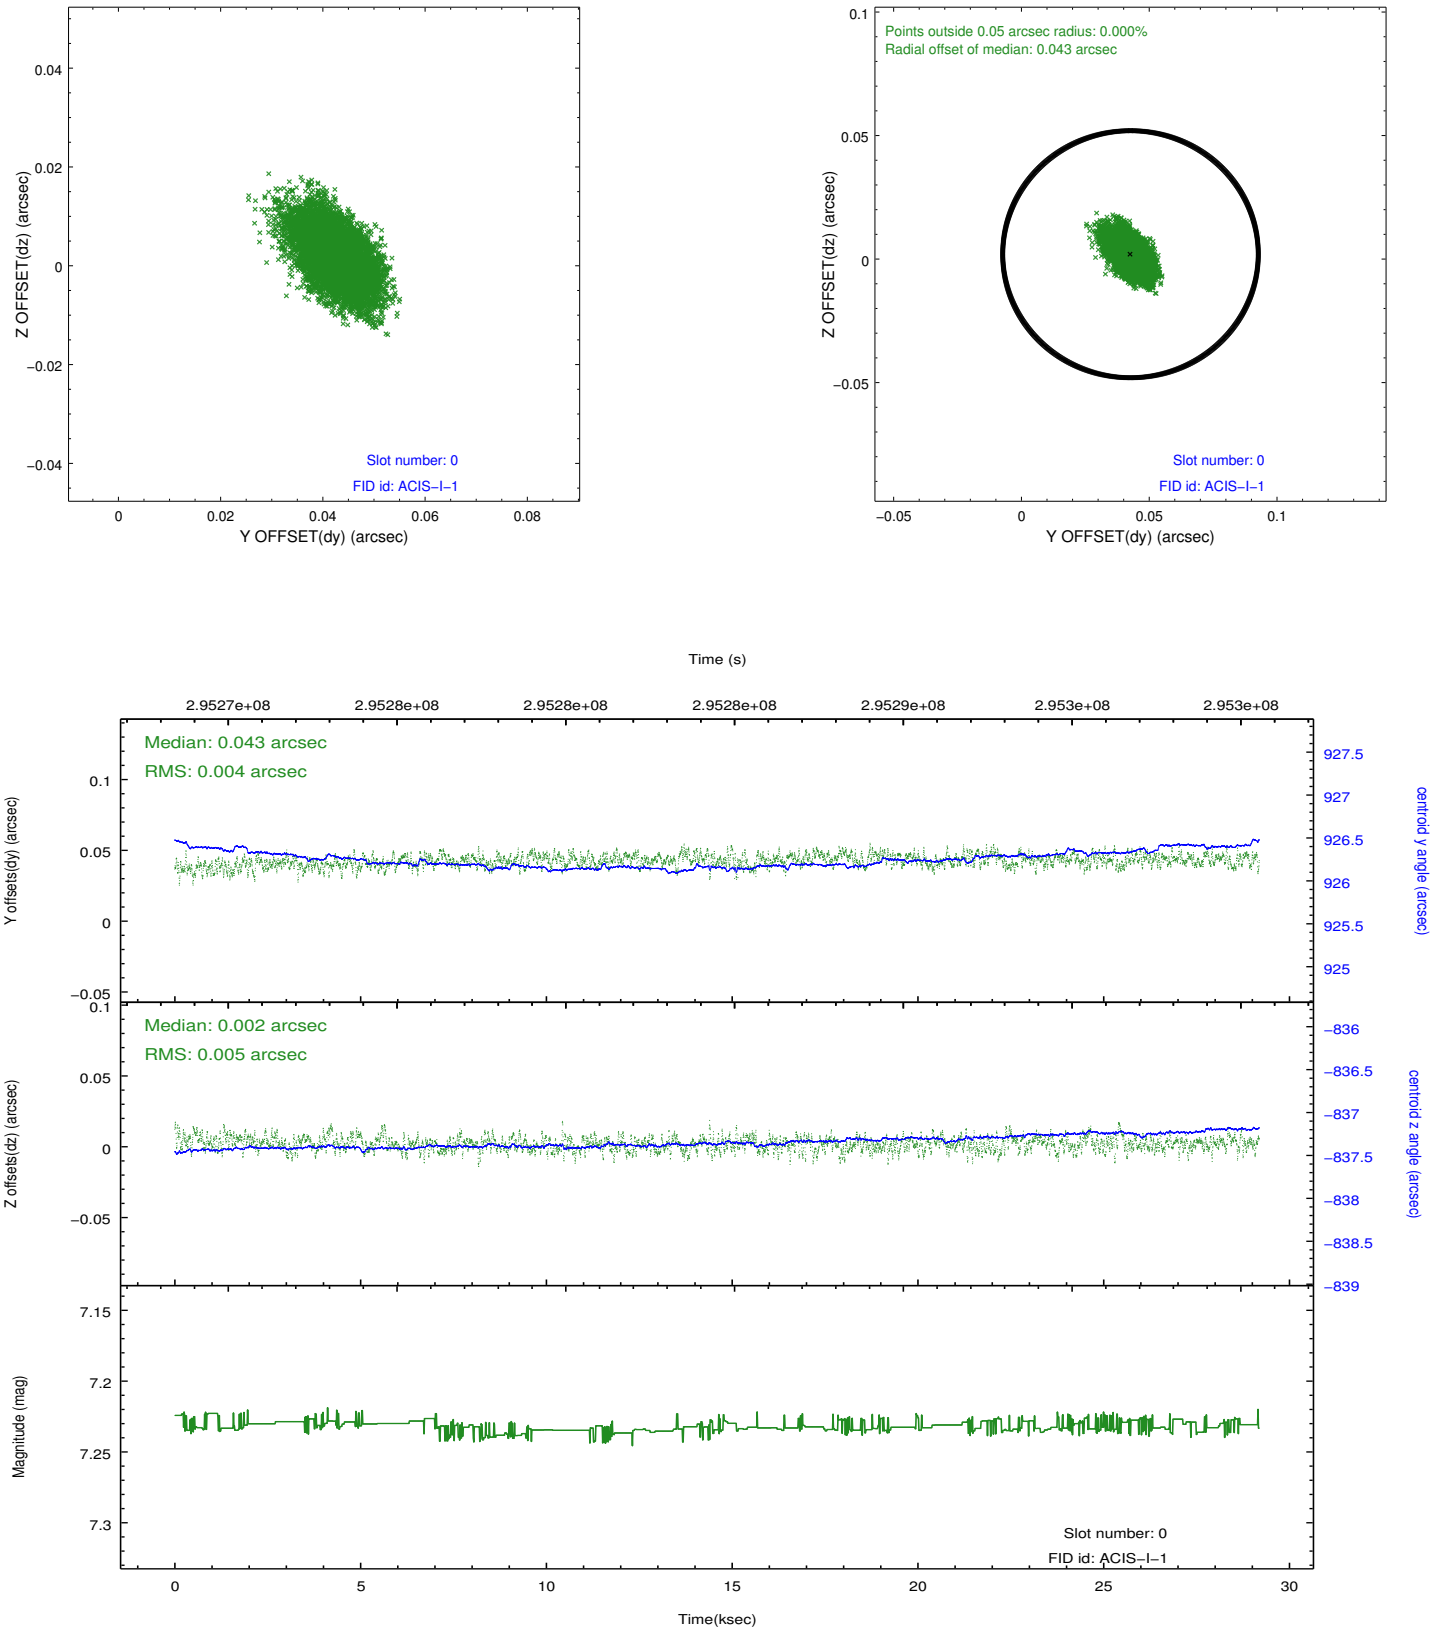 0.04
0.02
0
−0.02
−0.04
Z OFFSET(dz) (arcsec)
Slot number: 0
FID id: ACIS−I−1
0 0.02 0.04 0.06 0.08
Y OFFSET(dy) (arcsec)
0.1
0.05
0
−0.05
Z OFFSET(dz) (arcsec)
Points outside 0.05 arcsec radius: 0.000%
Radial offset of median: 0.043 arcsec
Slot number: 0
FID id: ACIS−I−1
−0.05 0 0.05 0.1
Y OFFSET(dy) (arcsec)
Time (s)
2.9527e+08 2.9528e+08 2.9528e+08 2.9528e+08 2.9529e+08 2.953e+08 2.953e+08
Median: 0.043 arcsec
RMS: 0.004 arcsec
0.1
0.05
0
−0.05
Y offsets(dy) (arcsec)
927.5
927
926.5
926
925.5
925
centroid y angle (arcsec)
Median: 0.002 arcsec
RMS: 0.005 arcsec
0.1
0.05
0
−0.05
Z offsets(dz) (arcsec)
−836
−836.5
−837
−837.5
−838
−838.5
−839
centroid z angle (arcsec)
7.15
7.2
7.25
7.3
Magnitude (mag)
Slot number: 0
FID id: ACIS−I−1
0 5 10 15 20 25 30
Time(ksec)